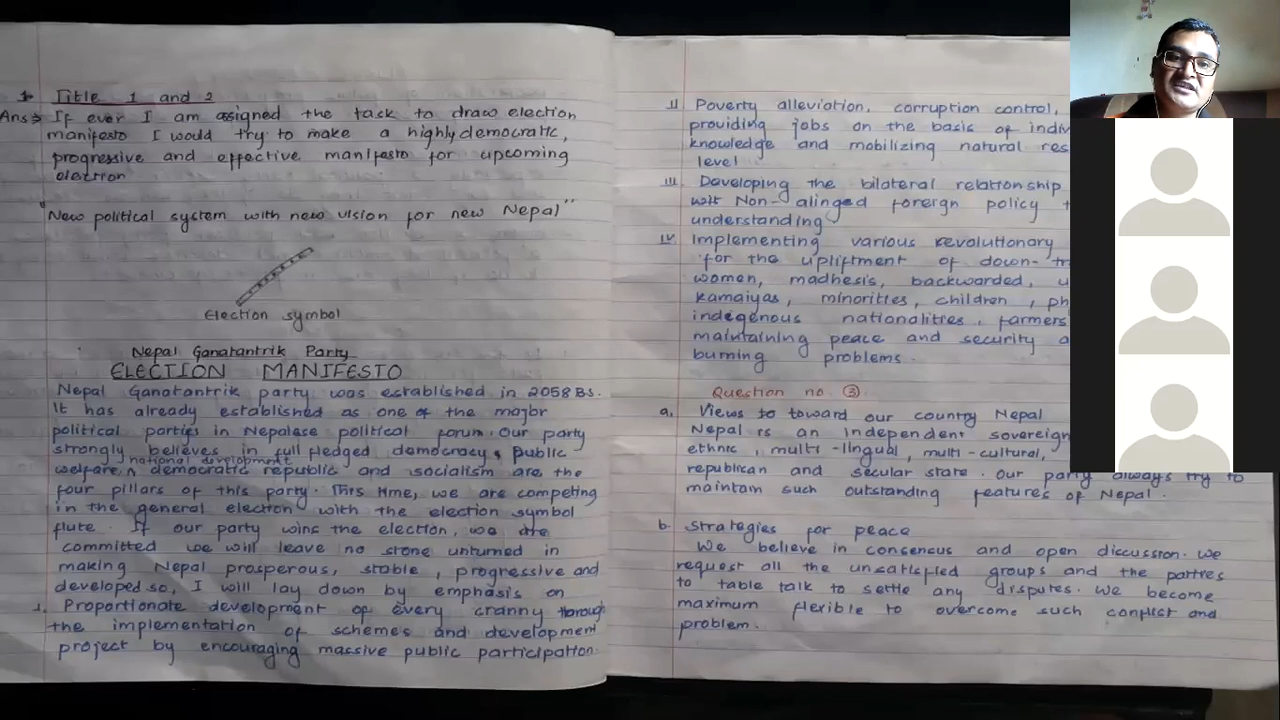 1. Title 1 and 2
Ans⇒ If ever I am assigned the task to draw election
manifesto I would try to make a highly democratic,
progressive and effective manifesto for upcoming
election
"New political system with new vision for new Nepal"
Election symbol
Nepal Ganatantrik Party
ELECTION MANIFESTO
Nepal Ganatantrik party was established in 2058 BS.
It has already established as one of the major
political parties in Nepalese political forum. Our party
strongly believes in full fledged democracy, public
national development
welfare, democratic republic and socialism are the
four pillars of this party. This time, we are competing
in the general election with the election symbol
flute. If our party wins the election, we are
committed we will leave no stone unturned in
making Nepal prosperous, stable, progressive and
developed so, I will lay down by emphasis on
I. Proportionate development of every cranny thorough
the implementation of schemes and development
project by encouraging massive public participation.
II Poverty alleviation, corruption control,
providing jobs on the basis of indiv
knowledge and mobilizing natural res
level
III. Developing the bilateral relationship
wit Non-alinged foreign policy
understanding
IV. Implementing various revolutionary
for the upliftment of down-tr
women, madhesis, backwarded, u
kamaiyas, minorities, children, ph
indegenous nationalities, farmers
maintaining peace and security a
burning problems.
Question no ③
a. Views to toward our country Nepal
Nepal is an independent sovereign
ethnic, multi-lingual, multi-cultural,
republican and secular state. our party always try to
maintain such outstanding features of Nepal.
b. Strategies for peace
We believe in consencus and open discussion. We
request all the unsatisfied groups and the parties
to table talk to settle any disputes. We become
maximum flexible to overcome such conflict and
problem.